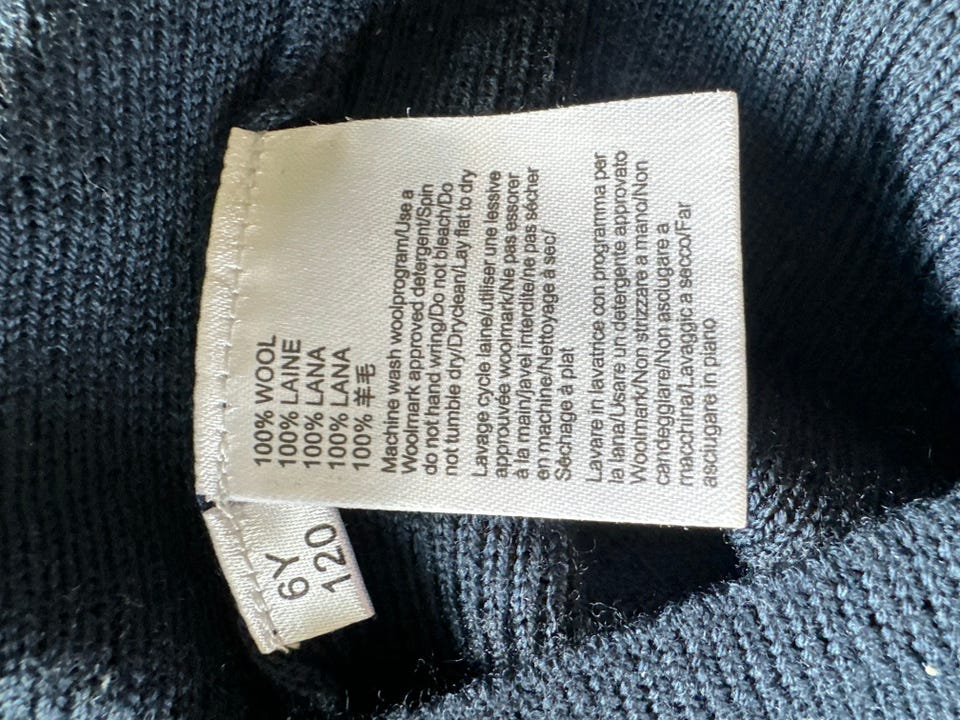 100% WOOL
100% LAINE
100% LANA
100% LANA
100% 羊毛
Machine wash woolprogram/Use a
Woolmark approved detergent/Spin
do not hand wring/Do not bleach/Do
not tumble dry/Dryclean/Lay flat to dry
Lavage cycle laine/utiliser une lessive
approuvée woolmark/Ne pas essorer
à la main/javel interdite/ne pas sécher
en machine/Nettoyage à sec/
Séchage à plat
Lavare in lavatrice con programma per
la lana/Usare un detergente approvato
Woolmark/Non strizzare a mano/Non
candeggiare/Non asciugare a
macchina/Lavaggic a secco/Far
asciugare in piano
6Y
120